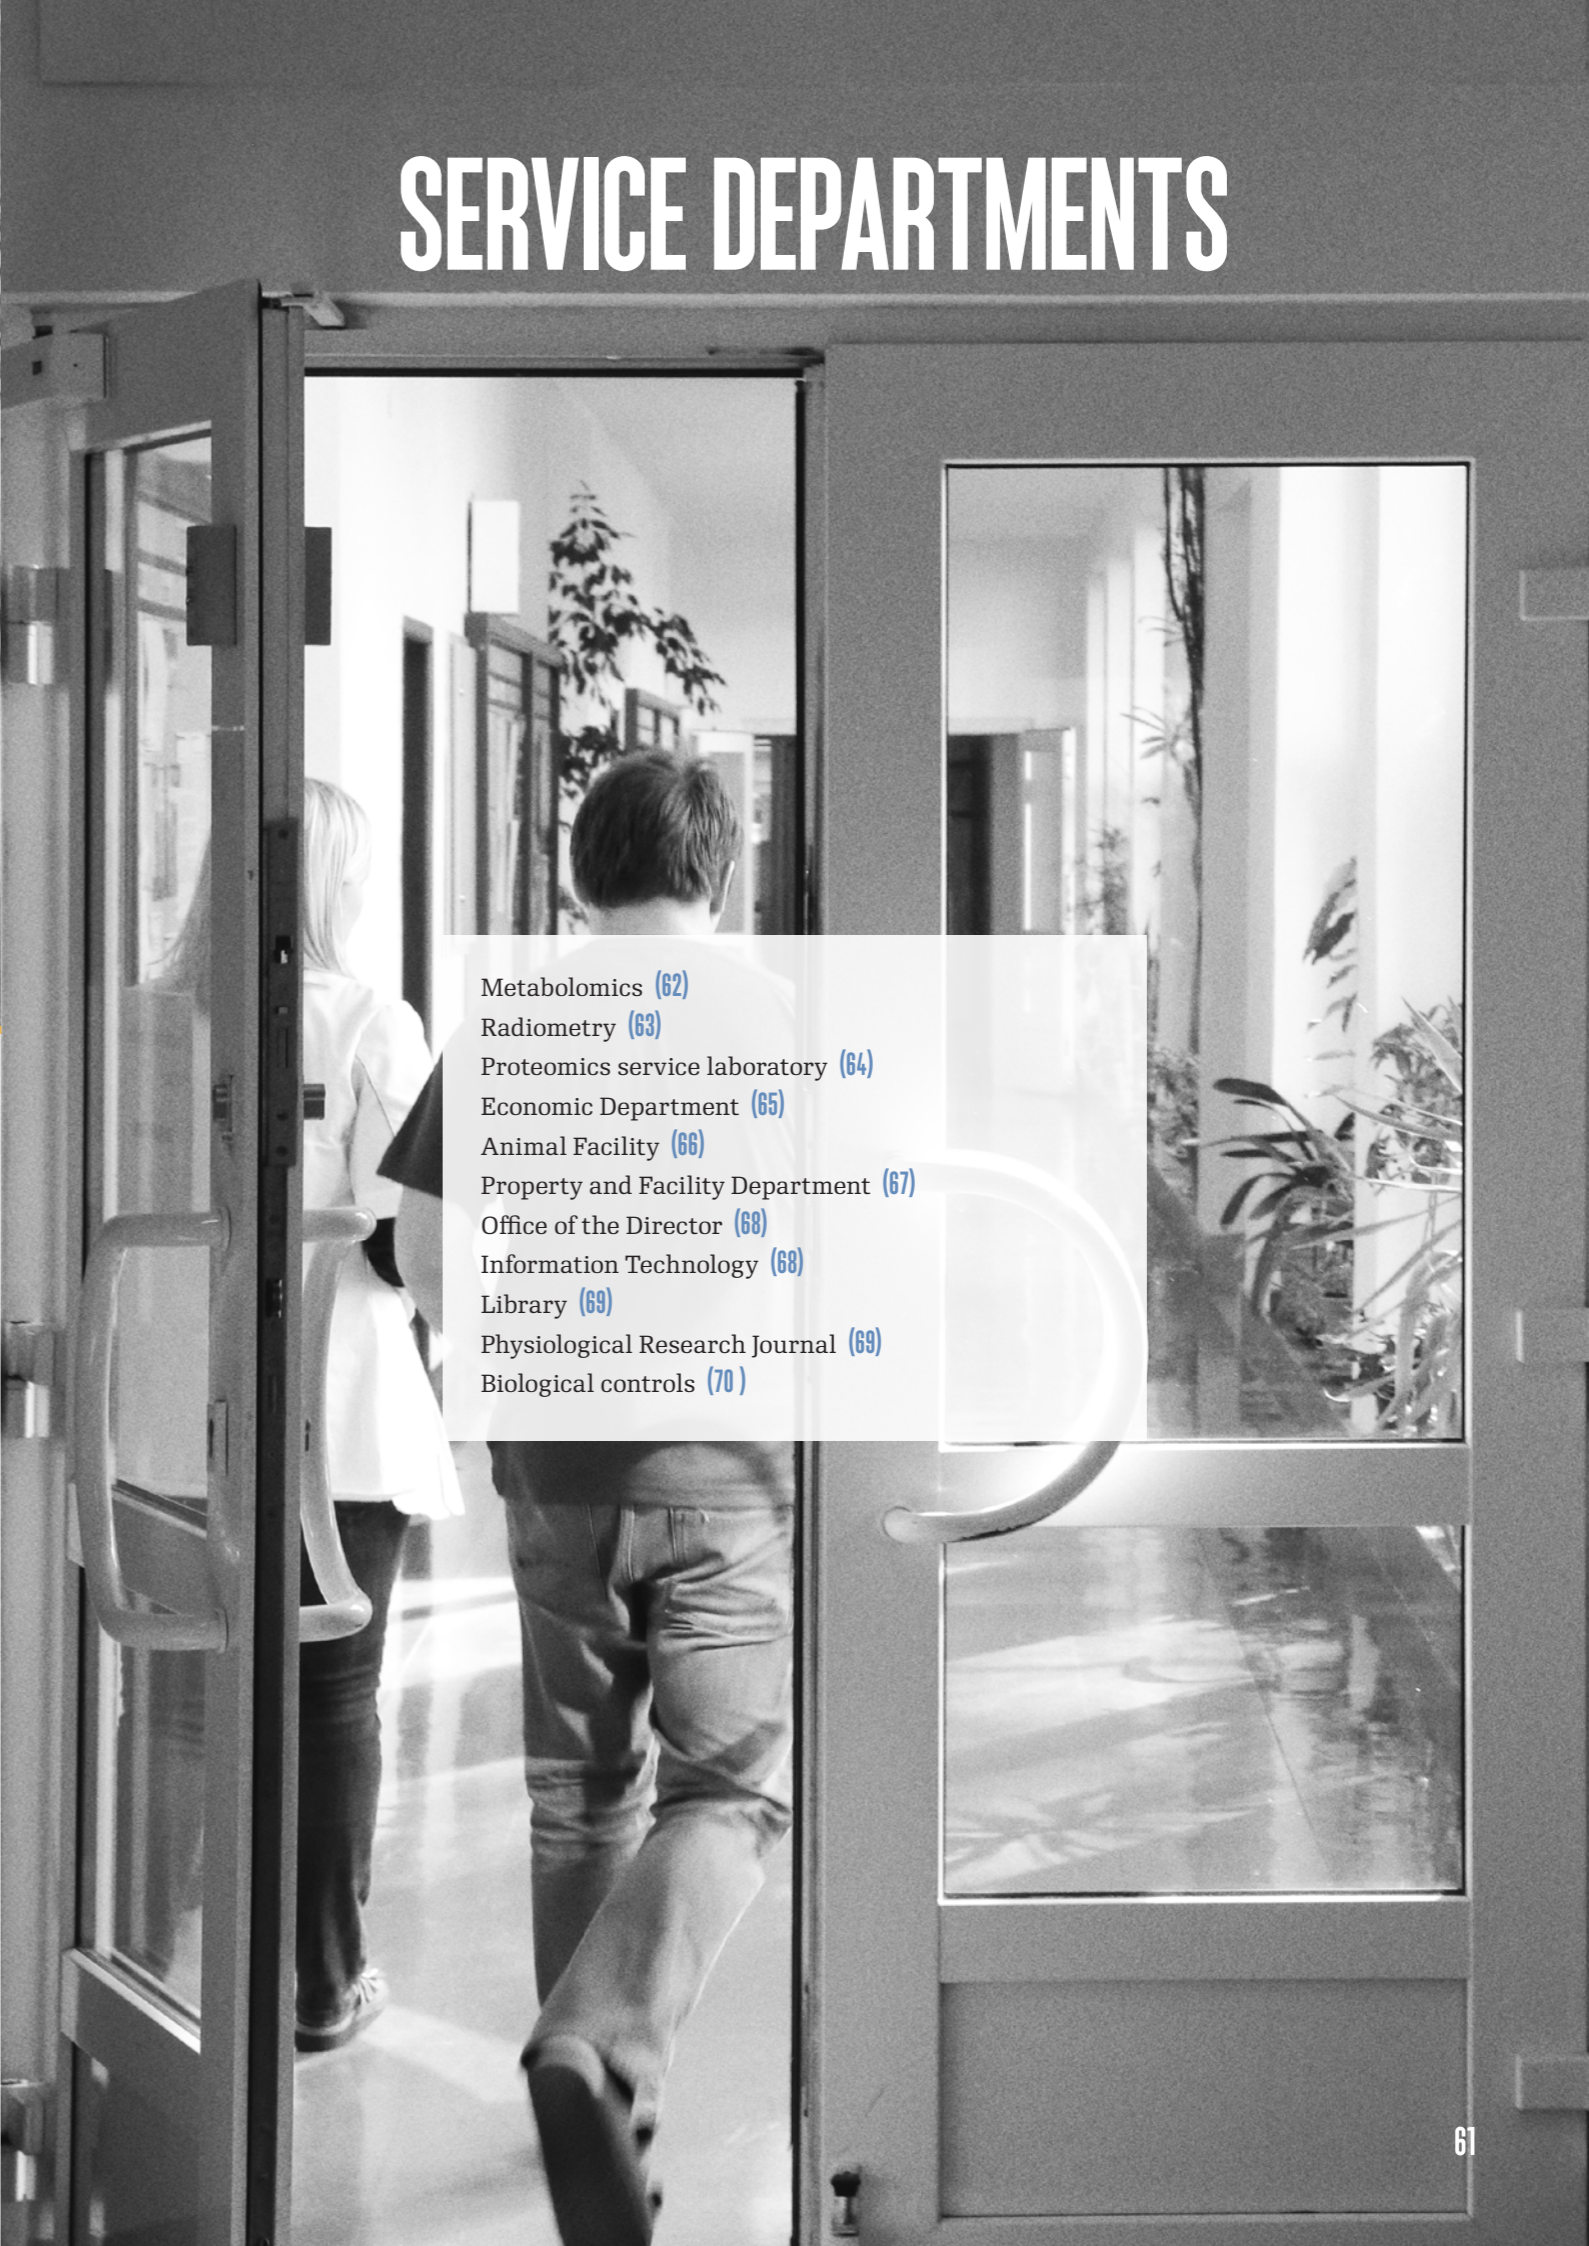 SERVICE DEPARTMENTS
Metabolomics (62)
Radiometry (63)
Proteomics service laboratory (64)
Economic Department (65)
Animal Facility (66)
Property and Facility Department (67)
Office of the Director (68)
Information Technology (68)
Library (69)
Physiological Research Journal (69)
Biological controls (70 )
61